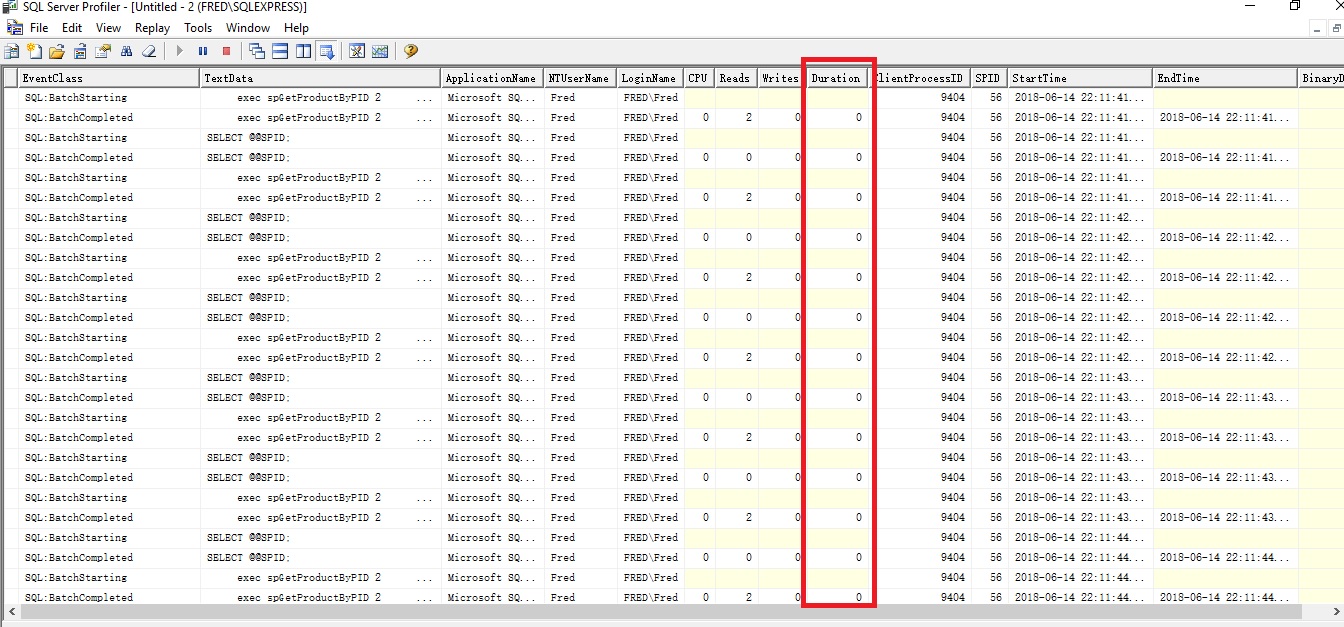 SQL Server Profiler - [Untitled - 2 (FRED\SQLEXPRESS)]
File Edit View Replay Tools Window Help
EventClass TextData ApplicationName NTUserName LoginName CPU Reads Writes Duration ClientProcessID SPID StartTime EndTime BinaryD
SQL:BatchStarting exec spGetProductByPID 2 ... Microsoft SQ... Fred FRED\Fred 9404 56 2018-06-14 22:11:41...
SQL:BatchCompleted exec spGetProductByPID 2 ... Microsoft SQ... Fred FRED\Fred 0 2 0 0 9404 56 2018-06-14 22:11:41... 2018-06-14 22:11:41...
SQL:BatchStarting SELECT @@SPID; Microsoft SQ... Fred FRED\Fred 9404 56 2018-06-14 22:11:41...
SQL:BatchCompleted SELECT @@SPID; Microsoft SQ... Fred FRED\Fred 0 0 0 0 9404 56 2018-06-14 22:11:41... 2018-06-14 22:11:41...
SQL:BatchStarting exec spGetProductByPID 2 ... Microsoft SQ... Fred FRED\Fred 9404 56 2018-06-14 22:11:41...
SQL:BatchCompleted exec spGetProductByPID 2 ... Microsoft SQ... Fred FRED\Fred 0 2 0 0 9404 56 2018-06-14 22:11:41... 2018-06-14 22:11:41...
SQL:BatchStarting SELECT @@SPID; Microsoft SQ... Fred FRED\Fred 9404 56 2018-06-14 22:11:42...
SQL:BatchCompleted SELECT @@SPID; Microsoft SQ... Fred FRED\Fred 0 0 0 0 9404 56 2018-06-14 22:11:42... 2018-06-14 22:11:42...
SQL:BatchStarting exec spGetProductByPID 2 ... Microsoft SQ... Fred FRED\Fred 9404 56 2018-06-14 22:11:42...
SQL:BatchCompleted exec spGetProductByPID 2 ... Microsoft SQ... Fred FRED\Fred 0 2 0 0 9404 56 2018-06-14 22:11:42... 2018-06-14 22:11:42...
SQL:BatchStarting SELECT @@SPID; Microsoft SQ... Fred FRED\Fred 9404 56 2018-06-14 22:11:42...
SQL:BatchCompleted SELECT @@SPID; Microsoft SQ... Fred FRED\Fred 0 0 0 0 9404 56 2018-06-14 22:11:42... 2018-06-14 22:11:42...
SQL:BatchStarting exec spGetProductByPID 2 ... Microsoft SQ... Fred FRED\Fred 9404 56 2018-06-14 22:11:42...
SQL:BatchCompleted exec spGetProductByPID 2 ... Microsoft SQ... Fred FRED\Fred 0 2 0 0 9404 56 2018-06-14 22:11:42... 2018-06-14 22:11:42...
SQL:BatchStarting SELECT @@SPID; Microsoft SQ... Fred FRED\Fred 9404 56 2018-06-14 22:11:43...
SQL:BatchCompleted SELECT @@SPID; Microsoft SQ... Fred FRED\Fred 0 0 0 0 9404 56 2018-06-14 22:11:43... 2018-06-14 22:11:43...
SQL:BatchStarting exec spGetProductByPID 2 ... Microsoft SQ... Fred FRED\Fred 9404 56 2018-06-14 22:11:43...
SQL:BatchCompleted exec spGetProductByPID 2 ... Microsoft SQ... Fred FRED\Fred 0 2 0 0 9404 56 2018-06-14 22:11:43... 2018-06-14 22:11:43...
SQL:BatchStarting SELECT @@SPID; Microsoft SQ... Fred FRED\Fred 9404 56 2018-06-14 22:11:43...
SQL:BatchCompleted SELECT @@SPID; Microsoft SQ... Fred FRED\Fred 0 0 0 0 9404 56 2018-06-14 22:11:43... 2018-06-14 22:11:43...
SQL:BatchStarting exec spGetProductByPID 2 ... Microsoft SQ... Fred FRED\Fred 9404 56 2018-06-14 22:11:43...
SQL:BatchCompleted exec spGetProductByPID 2 ... Microsoft SQ... Fred FRED\Fred 0 2 0 0 9404 56 2018-06-14 22:11:43... 2018-06-14 22:11:43...
SQL:BatchStarting SELECT @@SPID; Microsoft SQ... Fred FRED\Fred 9404 56 2018-06-14 22:11:44...
SQL:BatchCompleted SELECT @@SPID; Microsoft SQ... Fred FRED\Fred 0 0 0 0 9404 56 2018-06-14 22:11:44... 2018-06-14 22:11:44...
SQL:BatchStarting exec spGetProductByPID 2 ... Microsoft SQ... Fred FRED\Fred 9404 56 2018-06-14 22:11:44...
SQL:BatchCompleted exec spGetProductByPID 2 ... Microsoft SQ... Fred FRED\Fred 0 2 0 0 9404 56 2018-06-14 22:11:44... 2018-06-14 22:11:44...